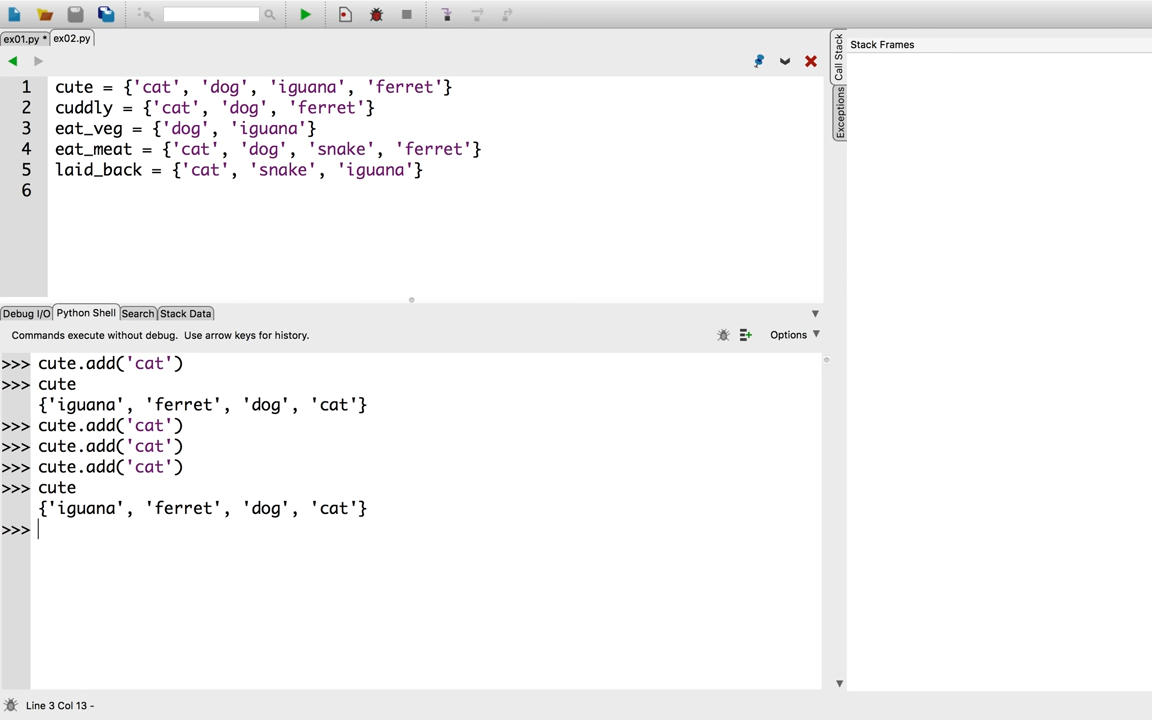 ex01.py * ex02.py
Call Stack
Stack Frames
Exceptions
1 cute = {'cat', 'dog', 'iguana', 'ferret'}
2 cuddly = {'cat', 'dog', 'ferret'}
3 eat_veg = {'dog', 'iguana'}
4 eat_meat = {'cat', 'dog', 'snake', 'ferret'}
5 laid_back = {'cat', 'snake', 'iguana'}
6
Debug I/O Python Shell Search Stack Data
Commands execute without debug. Use arrow keys for history.
Options
>>> cute.add('cat')
>>> cute
{'iguana', 'ferret', 'dog', 'cat'}
>>> cute.add('cat')
>>> cute.add('cat')
>>> cute.add('cat')
>>> cute
{'iguana', 'ferret', 'dog', 'cat'}
>>>
Line 3 Col 13 -